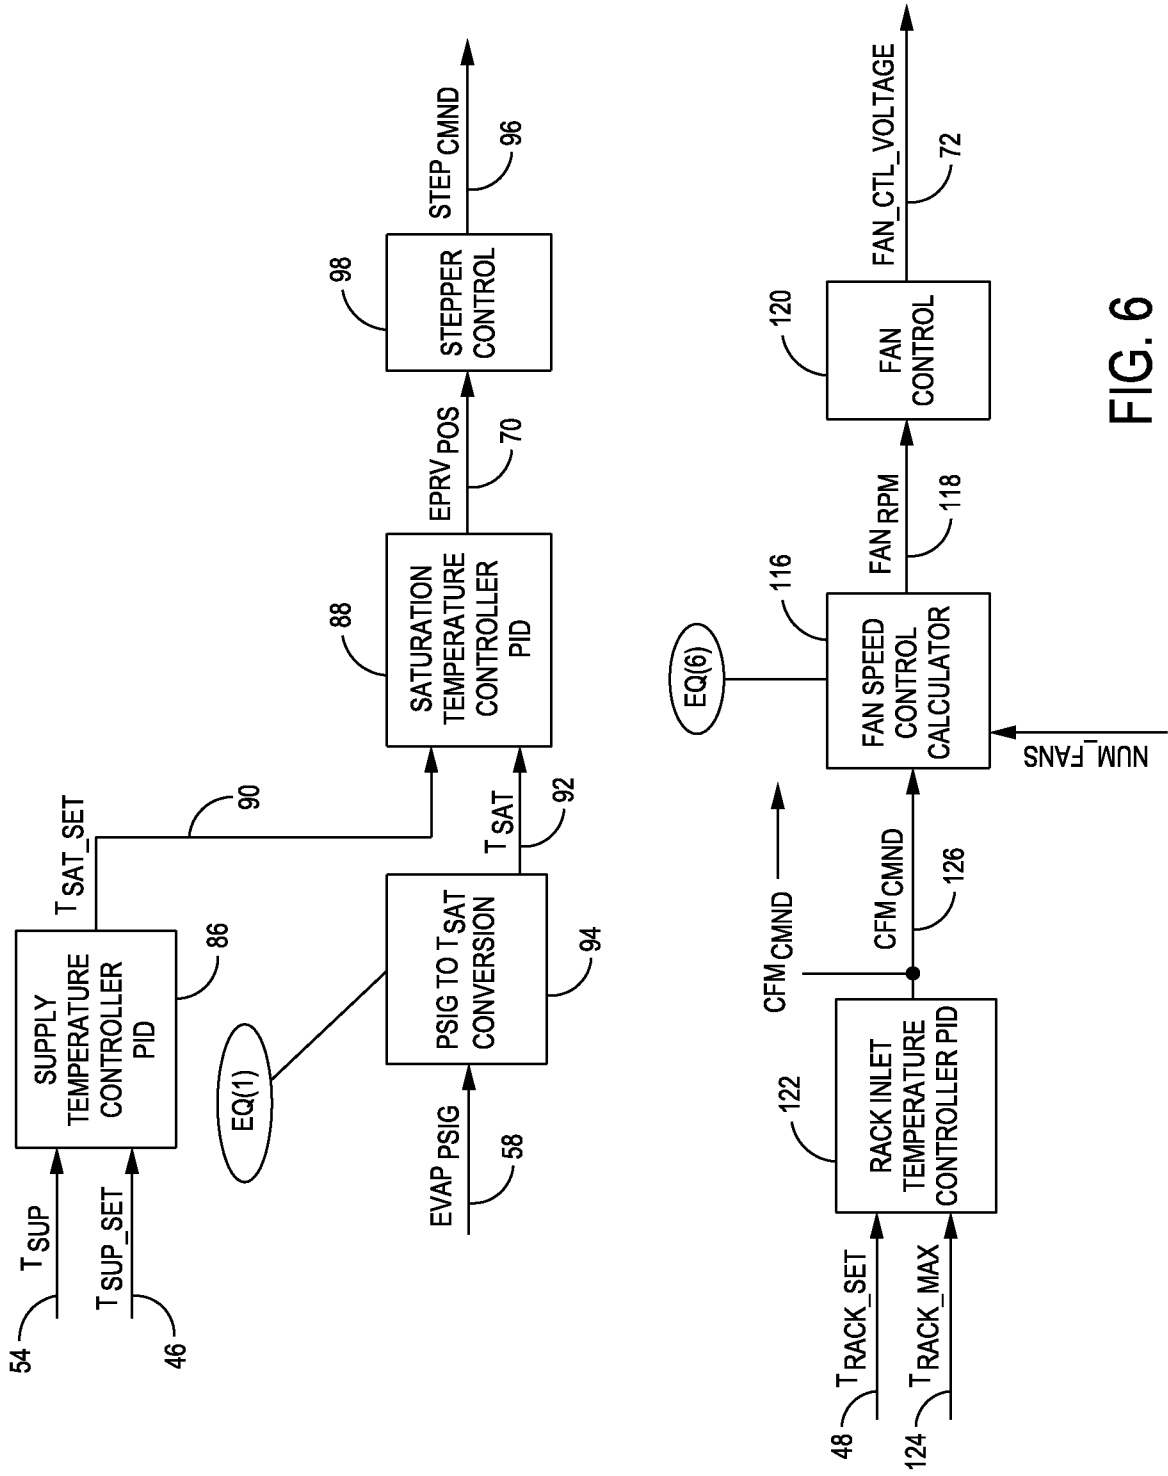 54
T SUP
T SUP_SET
46
SUPPLY
TEMPERATURE
CONTROLLER
PID
86
T SAT_SET
90
EQ(1)
EVAP PSIG
58
PSIG TO T SAT
CONVERSION
94
T SAT
92
88
SATURATION
TEMPERATURE
CONTROLLER
PID
EPRV POS
70
98
STEPPER
CONTROL
STEP CMND
96
48
T RACK_SET
124
T RACK_MAX
122
RACK INLET
TEMPERATURE
CONTROLLER PID
CFM CMND
CFM CMND
126
EQ(6)
116
FAN SPEED
CONTROL
CALCULATOR
NUM_FANS
FAN RPM
118
120
FAN
CONTROL
FAN_CTL_VOLTAGE
72
FIG. 6